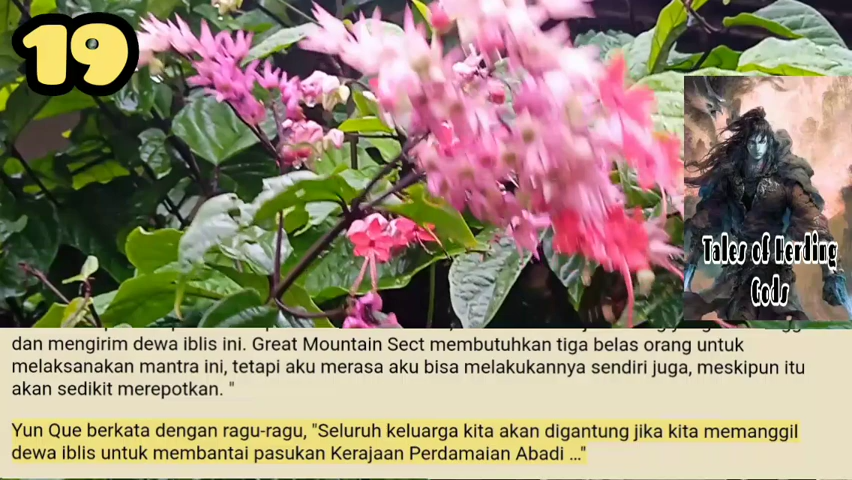 19
Tales of Herding
Gods
dan mengirim dewa iblis ini. Great Mountain Sect membutuhkan tiga belas orang untuk
melaksanakan mantra ini, tetapi aku merasa aku bisa melakukannya sendiri juga, meskipun itu
akan sedikit merepotkan. "
Yun Que berkata dengan ragu-ragu, "Seluruh keluarga kita akan digantung jika kita memanggil
dewa iblis untuk membantai pasukan Kerajaan Perdamaian Abadi ..."